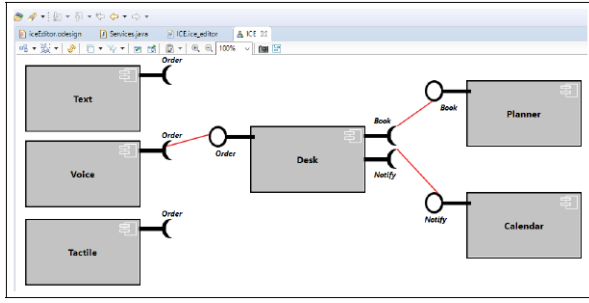 iceEditor.odesign Services.java ICE.ice_editor ICE
100%
Order
Text
Order
Voice
Order
Desk
Book
Notify
Book
Planner
Notify
Calendar
Order
Tactile